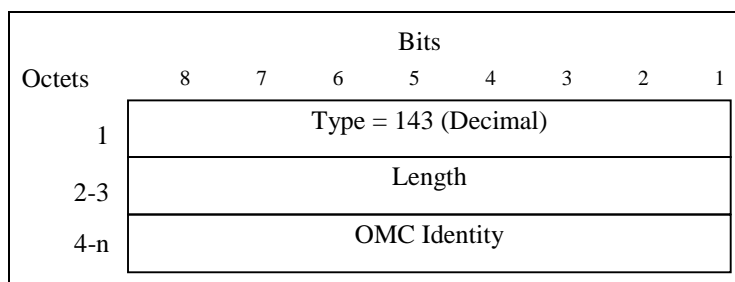 Bits
Octets 8 7 6 5 4 3 2 1
1 Type = 143 (Decimal)
2-3 Length
4-n OMC Identity